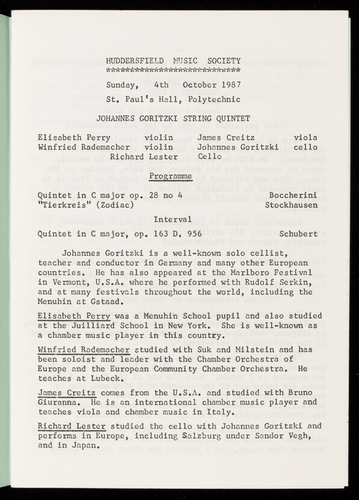 HUDDERSFIELD MUSIC SOCIETY
***************************
Sunday, 4th October 1987
St. Paul's Hall, Polytechnic
JOHANNES GORITZKI STRING QUINTET
Elisabeth Perry violin James Creitz viola
Winfried Rademacher violin Johannes Goritzki cello
Richard Lester Cello
Programme
Quintet in C major op. 28 no 4 Boccherini
"Tierkreis" (Zodiac) Stockhausen
Interval
Quintet in C major, op. 163 D. 956 Schubert
Johannes Goritzki is a well-known solo cellist,
teacher and conductor in Germany and many other European
countries. He has also appeared at the Marlboro Festival
in Vermont, U.S.A. where he performed with Rudolf Serkin,
and at many festivals throughout the world, including the
Menuhin at Gstaad.
Elisabeth Perry was a Menuhin School pupil and also studied
at the Juilliard School in New York. She is well-known as
a chamber music player in this country.
Winfried Rademacher studied with Suk and Milstein and has
been soloist and leader with the Chamber Orchestra of
Europe and the European Community Chamber Orchestra. He
teaches at Lubeck.
James Creitz comes from the U.S.A. and studied with Bruno
Giuranna. He is an international chamber music player and
teaches viola and chamber music in Italy.
Richard Lester studied the cello with Johannes Goritzki and
performs in Europe, including Salzburg under Sandor Vegh,
and in Japan.